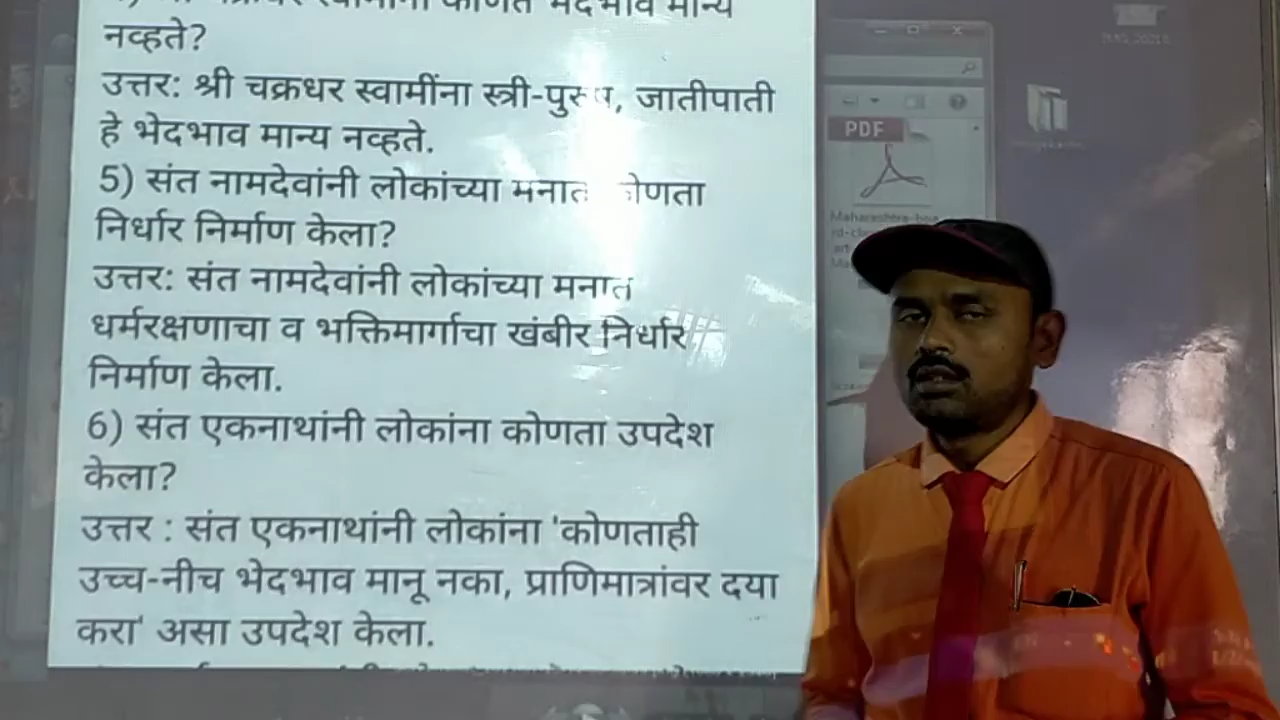 नव्हते?
उत्तर: श्री चक्रधर स्वामींना स्त्री-पुरुष, जातीपाती
हे भेदभाव मान्य नव्हते.
5) संत नामदेवांनी लोकांच्या मनात कोणता
निर्धार निर्माण केला?
उत्तर: संत नामदेवांनी लोकांच्या मनात
धर्मरक्षणाचा व भक्तिमार्गाचा खंबीर निर्धार
निर्माण केला.
6) संत एकनाथांनी लोकांना कोणता उपदेश
केला?
उत्तर : संत एकनाथांनी लोकांना 'कोणताही
उच्च-नीच भेदभाव मानू नका, प्राणिमात्रांवर दया
करा' असा उपदेश केला.
PDF